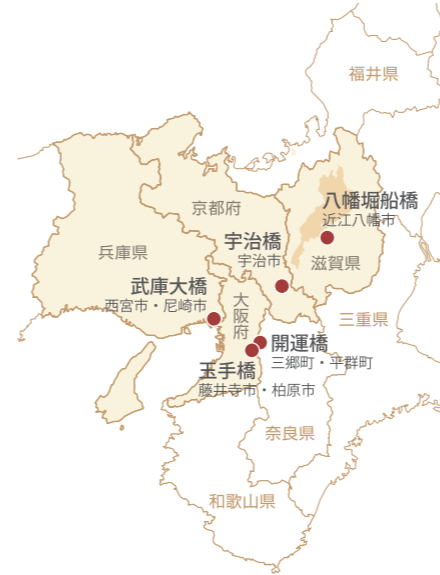 福井県
八幡堀船橋
近江八幡市
京都府
宇治橋
宇治市
滋賀県
兵庫県
武庫大橋
西宮市・尼崎市
大阪府
三重県
開運橋
三郷町・平群町
玉手橋
藤井寺市・柏原市
奈良県
和歌山県